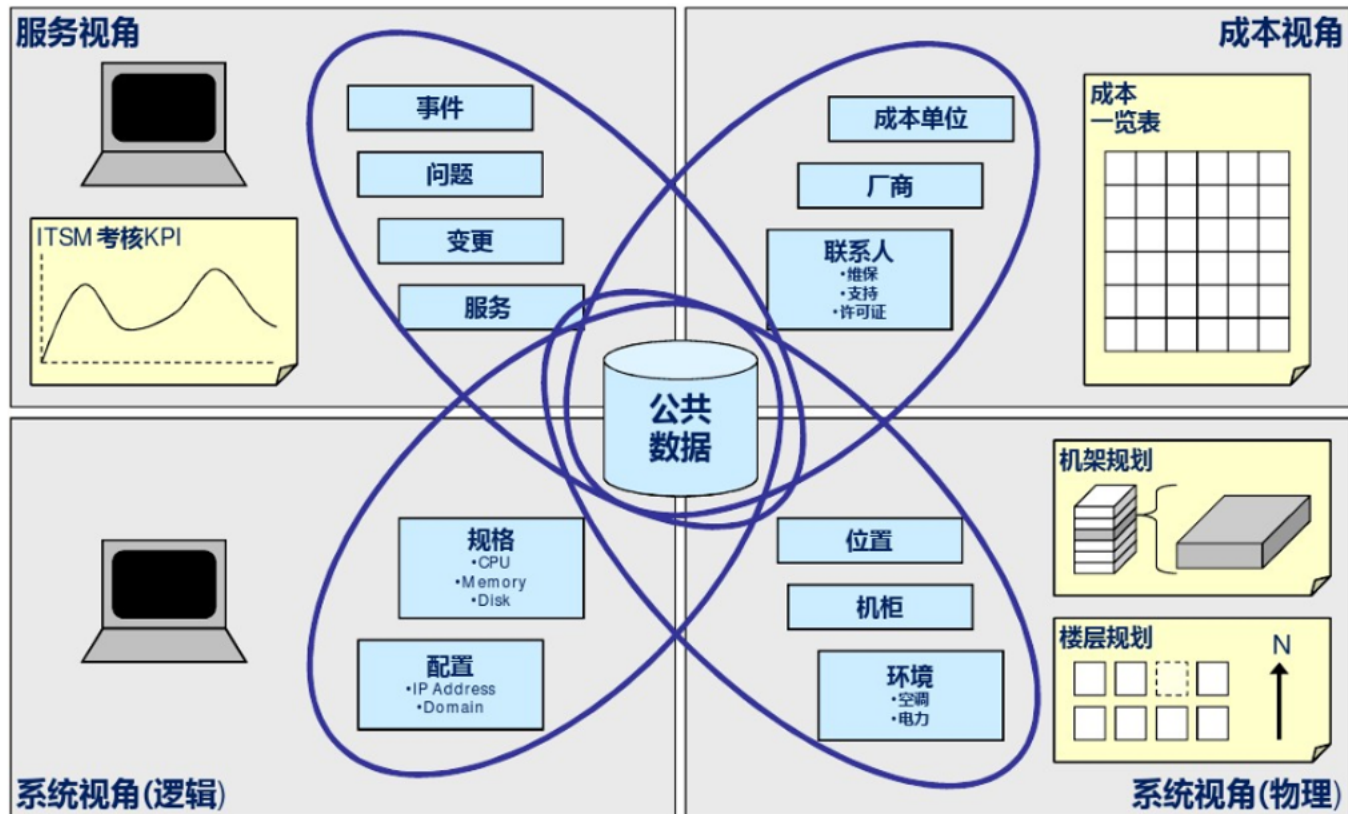 服务视角
事件
问题
变更
服务
ITSM 考核KPI
成本视角
成本单位
厂商
联系人
•维保
•支持
•许可证
成本
一览表
公共
数据
规格
•CPU
•Memory
•Disk
配置
•IP Address
•Domain
系统视角(逻辑)
位置
机柜
环境
•空调
•电力
机架规划
楼层规划
N
系统视角(物理)